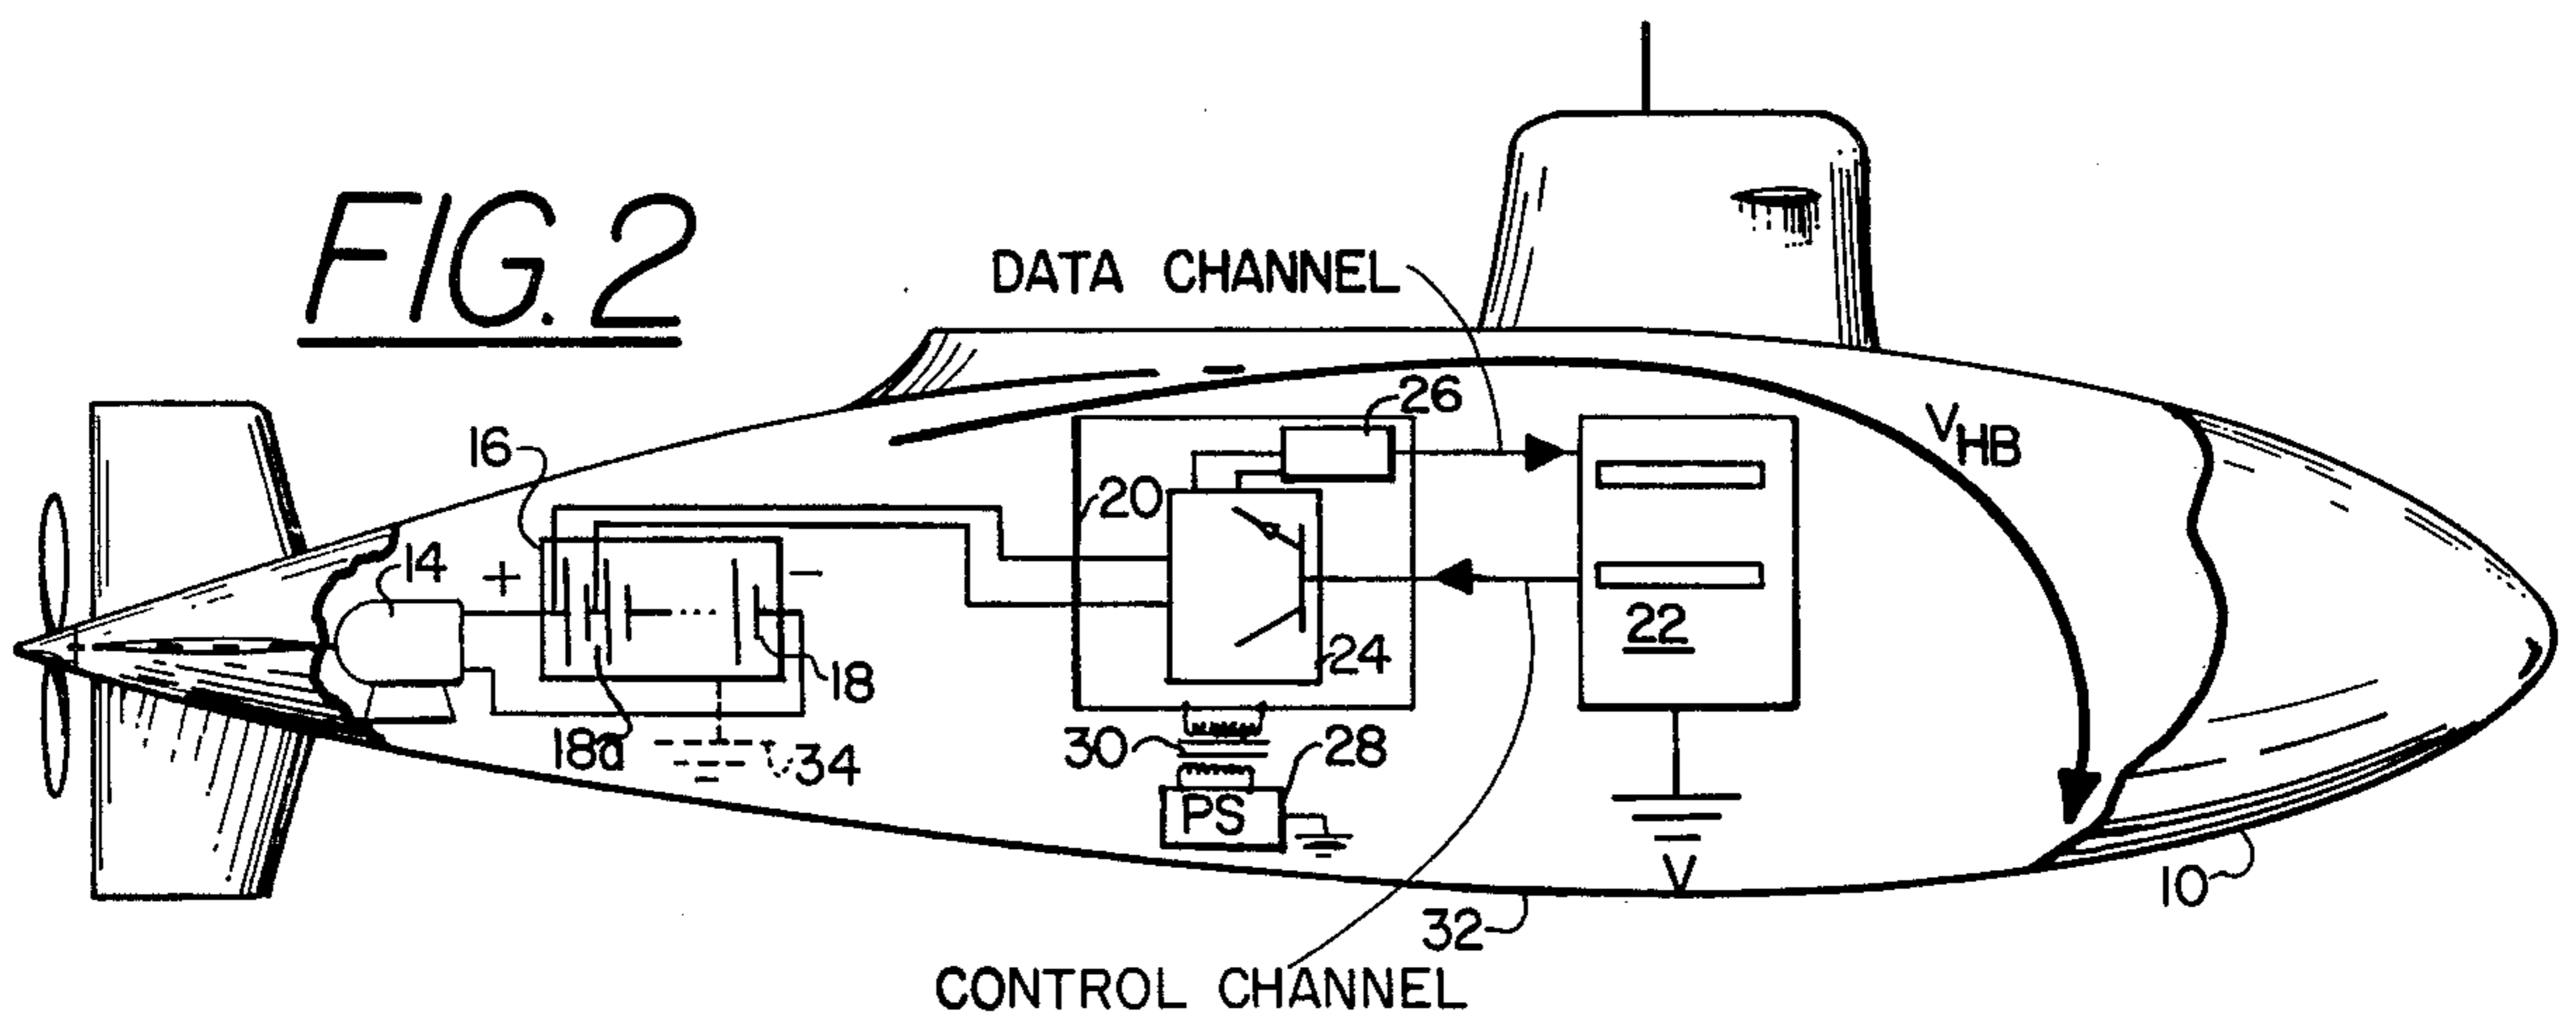 FIG. 2
DATA CHANNEL
26
V HB
16
20
14
+
−
22
24
18
18a
34
30
28
PS
V
10
32
CONTROL CHANNEL